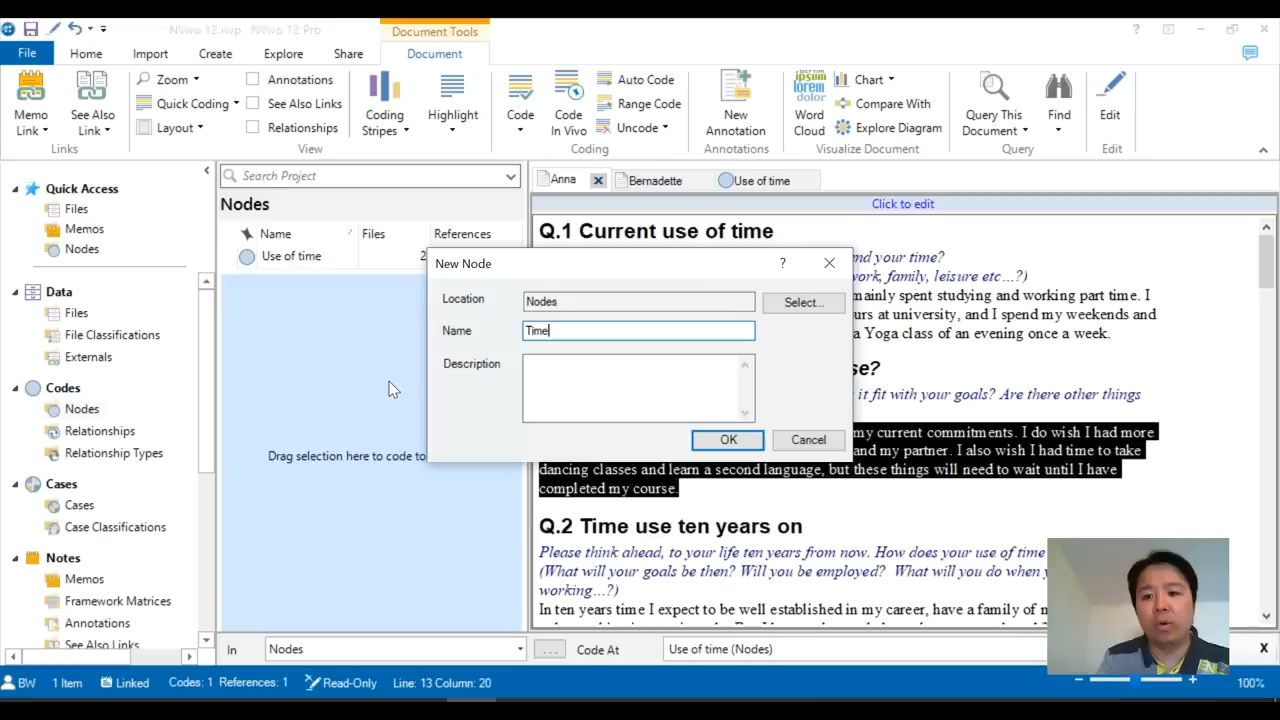 NVivo 12.nvp - NVivo 12 Pro
Document Tools
File
Home
Import
Create
Explore
Share
Document
Memo Link
See Also Link
Links
Zoom
Quick Coding
Layout
Annotations
See Also Links
Relationships
View
Coding Stripes
Highlight
Code
Code In Vivo
Auto Code
Range Code
Uncode
Coding
New Annotation
Annotations
Word Cloud
Chart
Compare With
Explore Diagram
Visualize Document
Query This Document
Find
Query
Edit
Edit
Quick Access
Files
Memos
Nodes
Data
Files
File Classifications
Externals
Codes
Nodes
Relationships
Relationship Types
Cases
Cases
Case Classifications
Notes
Memos
Framework Matrices
Annotations
See Also Links
Search Project
Nodes
Name Files References
Use of time 2
Drag selection here to code to
Anna
Bernadette
Use of time
Click to edit
Q.1 Current use of time
nd your time?
work, family, leisure etc…?)
mainly spent studying and working part time. I
urs at university, and I spend my weekends and
a Yoga class of an evening once a week.
se?
it fit with your goals? Are there other things
my current commitments. I do wish I had more
and my partner. I also wish I had time to take
dancing classes and learn a second language, but these things will need to wait until I have
completed my course.
Q.2 Time use ten years on
Please think ahead, to your life ten years from now. How does your use of time
(What will your goals be then? Will you be employed? What will you do when y
working…?)
In ten years time I expect to be well established in my career, have a family of m
New Node
?
Location Nodes Select...
Name Time
Description
OK Cancel
In Nodes ... Code At Use of time (Nodes) X
BW 1 Item Linked Codes: 1 References: 1 Read-Only Line: 13 Column: 20 100%